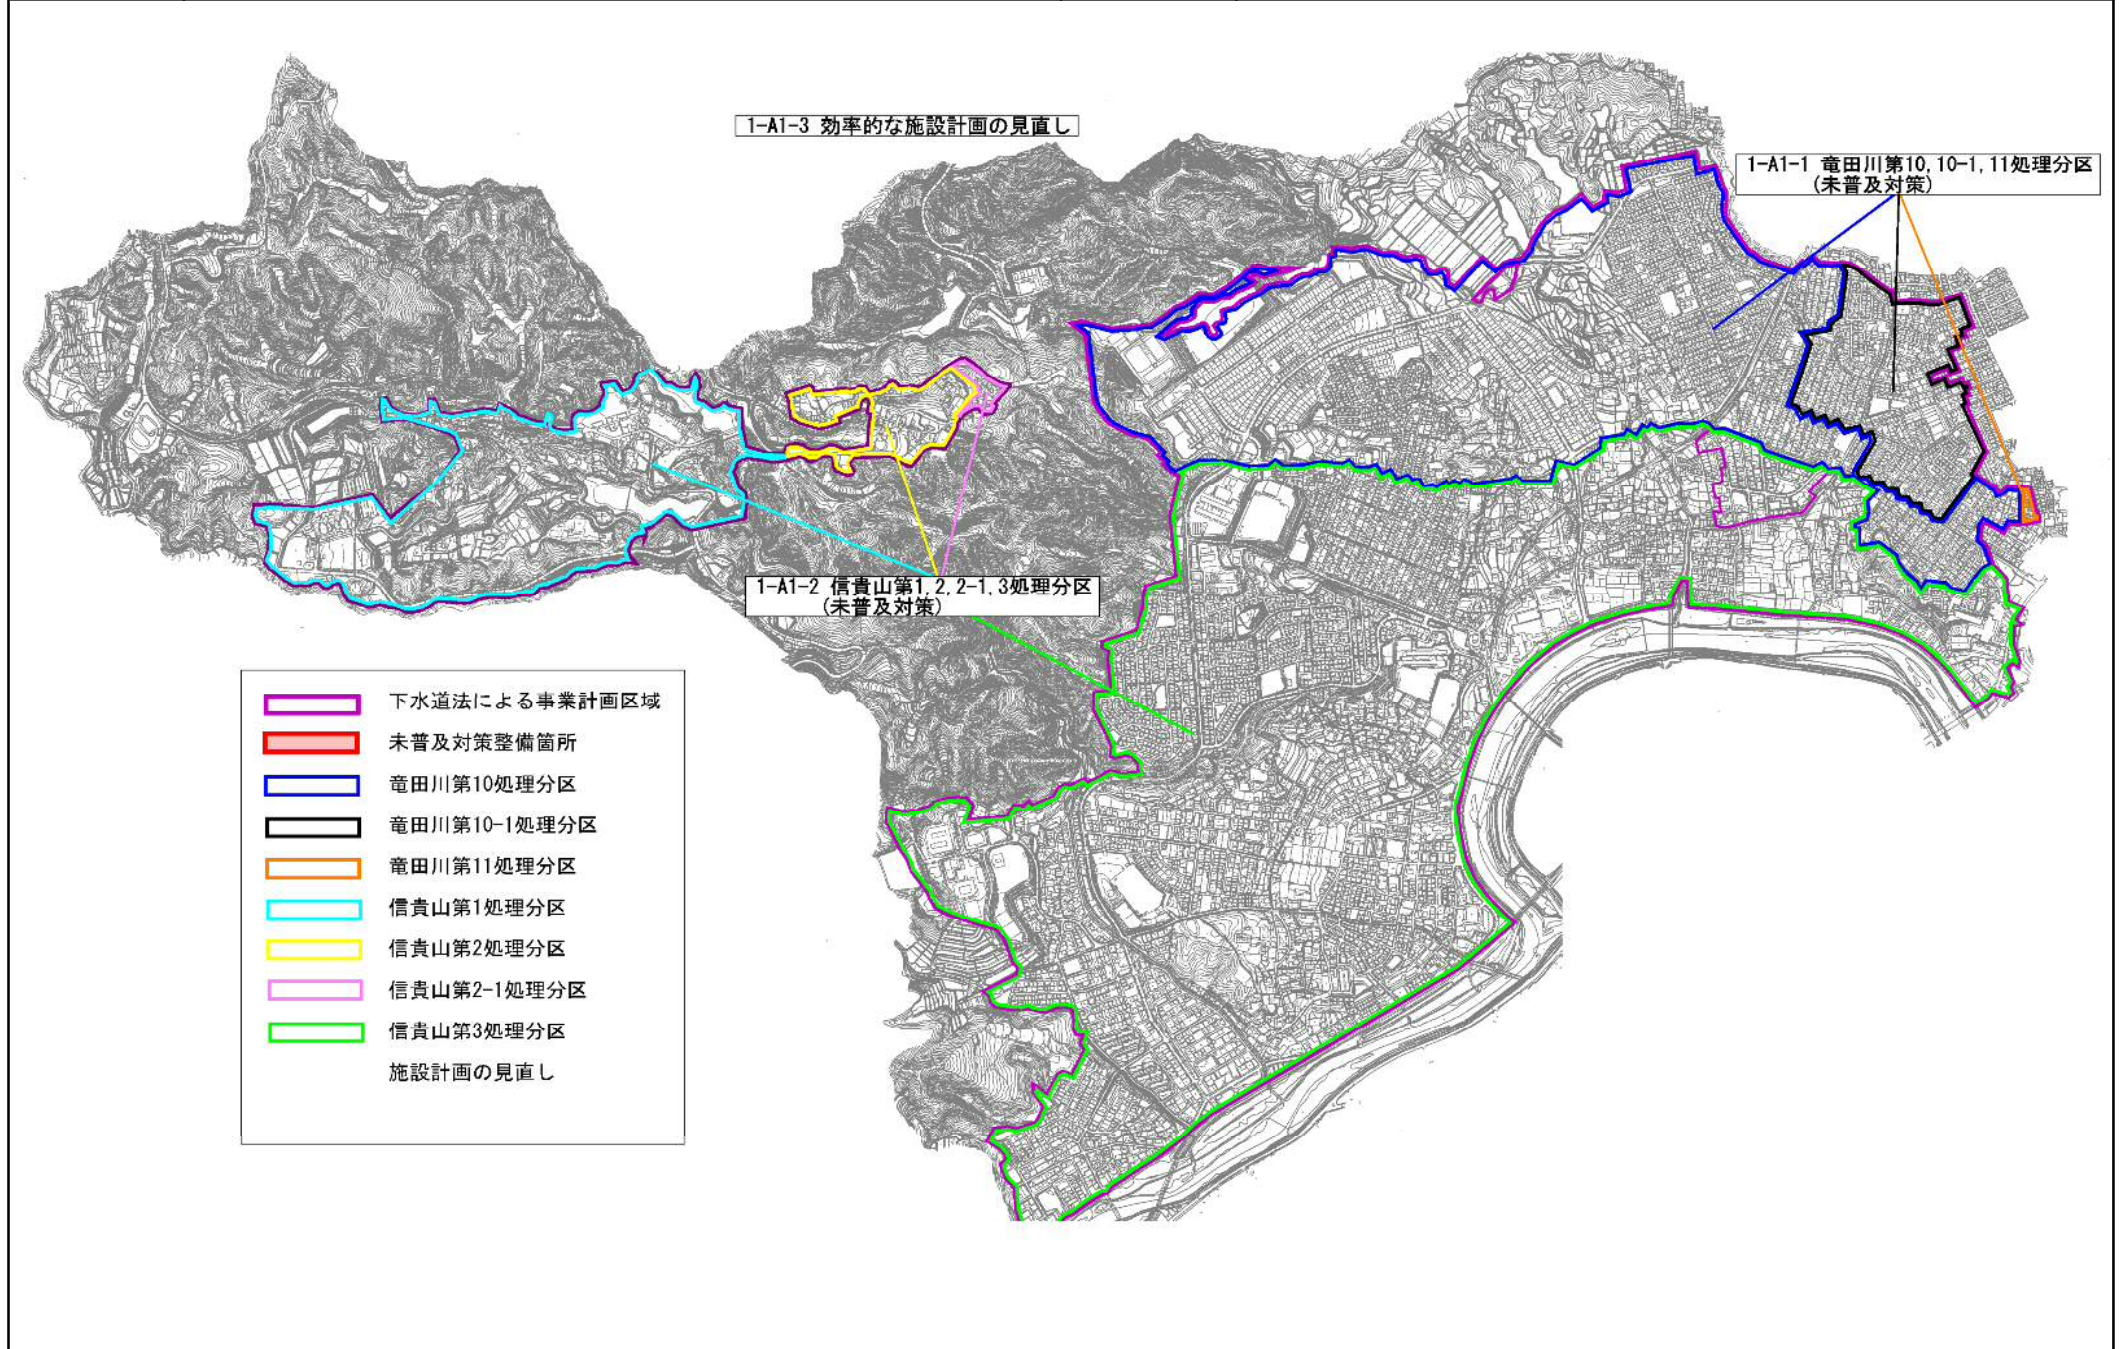 1-A1-3 効率的な施設計画の見直し
1-A1-1 竜田川第10,10-1,11処理分区
(未普及対策)
1-A1-2 信貴山第1,2,2-1,3処理分区
(未普及対策)
下水道法による事業計画区域
未普及対策整備箇所
竜田川第10処理分区
竜田川第10-1処理分区
竜田川第11処理分区
信貴山第1処理分区
信貴山第2処理分区
信貴山第2-1処理分区
信貴山第3処理分区
施設計画の見直し